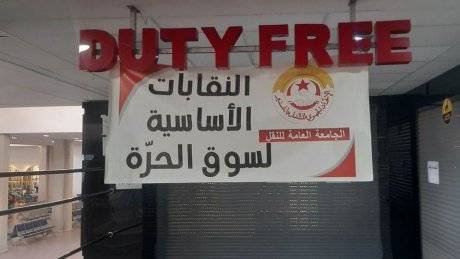 DUTY FREE
النقابات
الأساسية
لسوق الحرّة
الجامعة العامة للنقل